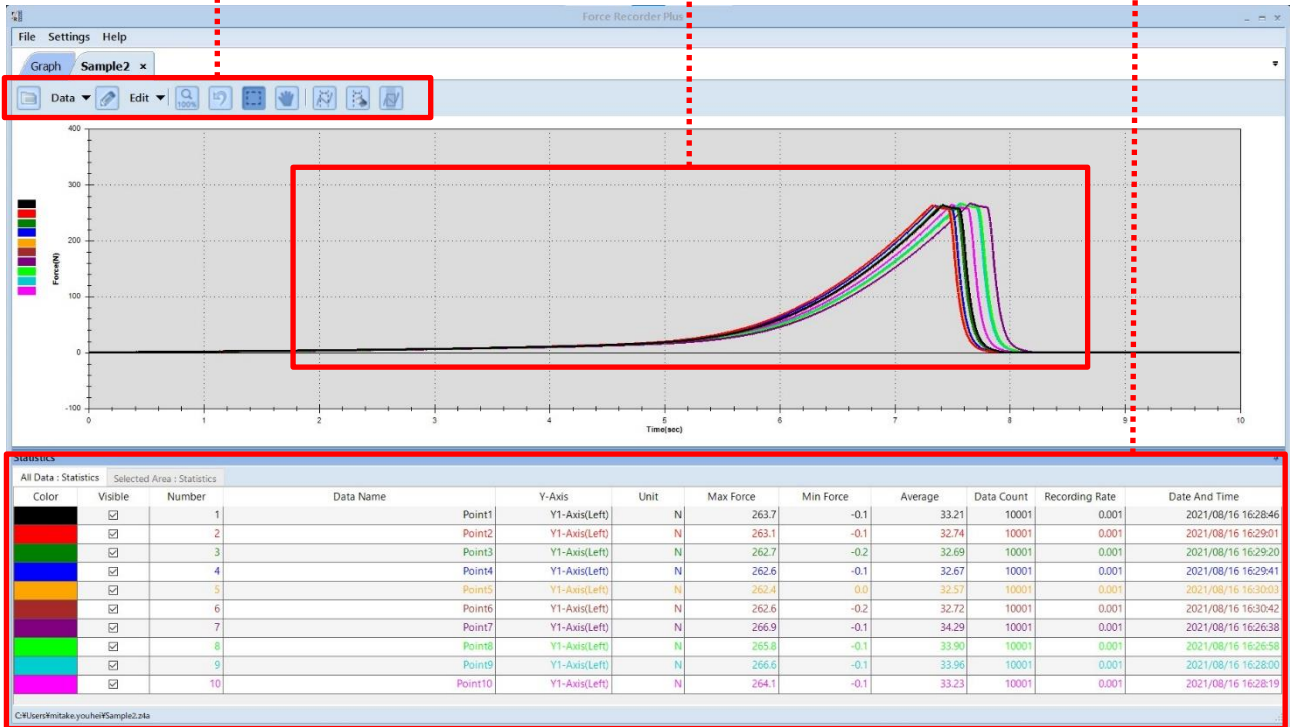 Force Recorder Plus
File Settings Help
Graph Sample2 ×
Data Edit 100%
400
300
200
100
0
-100
Force(N)
0 1 2 3 4 5 6 7 8 9 10
Time(sec)
Statistics
All Data : Statistics Selected Area : Statistics
Color Visible Number Data Name Y-Axis Unit Max Force Min Force Average Data Count Recording Rate Date And Time
1 Point1 Y1-Axis(Left) N 263.7 -0.1 33.21 10001 0.001 2021/08/16 16:28:46
2 Point2 Y1-Axis(Left) N 263.1 -0.1 32.74 10001 0.001 2021/08/16 16:29:01
3 Point3 Y1-Axis(Left) N 262.7 -0.2 32.69 10001 0.001 2021/08/16 16:29:20
4 Point4 Y1-Axis(Left) N 262.6 -0.1 32.67 10001 0.001 2021/08/16 16:29:41
5 Point5 Y1-Axis(Left) N 262.4 0.0 32.57 10001 0.001 2021/08/16 16:30:03
6 Point6 Y1-Axis(Left) N 262.6 -0.2 32.72 10001 0.001 2021/08/16 16:30:42
7 Point7 Y1-Axis(Left) N 266.9 -0.1 34.29 10001 0.001 2021/08/16 16:26:38
8 Point8 Y1-Axis(Left) N 265.8 -0.1 33.90 10001 0.001 2021/08/16 16:26:58
9 Point9 Y1-Axis(Left) N 266.6 -0.1 33.96 10001 0.001 2021/08/16 16:28:00
10 Point10 Y1-Axis(Left) N 264.1 -0.1 33.23 10001 0.001 2021/08/16 16:28:19
C:¥Users¥mitake.youhei¥Sample2.z4a